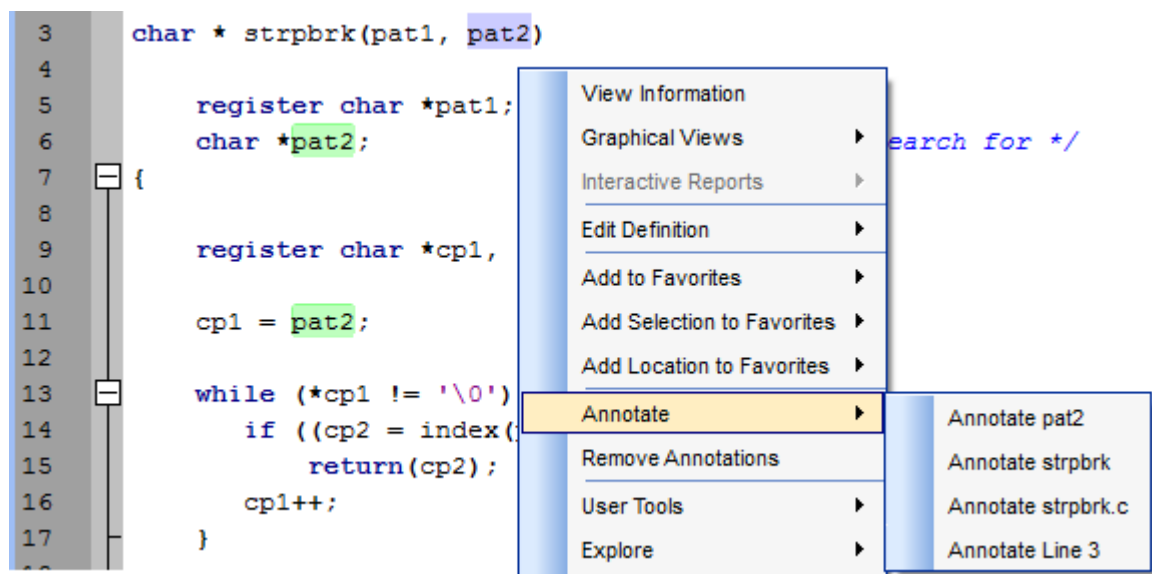 3 char * strpbrk(pat1, pat2)
4
5 register char *pat1;
6 char *pat2; earch for */
7 {
8
9 register char *cp1,
10
11 cp1 = pat2;
12
13 while (*cp1 != '\0')
14 if ((cp2 = index(
15 return(cp2);
16 cp1++;
17 }
View Information
Graphical Views
Interactive Reports
Edit Definition
Add to Favorites
Add Selection to Favorites
Add Location to Favorites
Annotate
Remove Annotations
User Tools
Explore
Annotate pat2
Annotate strpbrk
Annotate strpbrk.c
Annotate Line 3